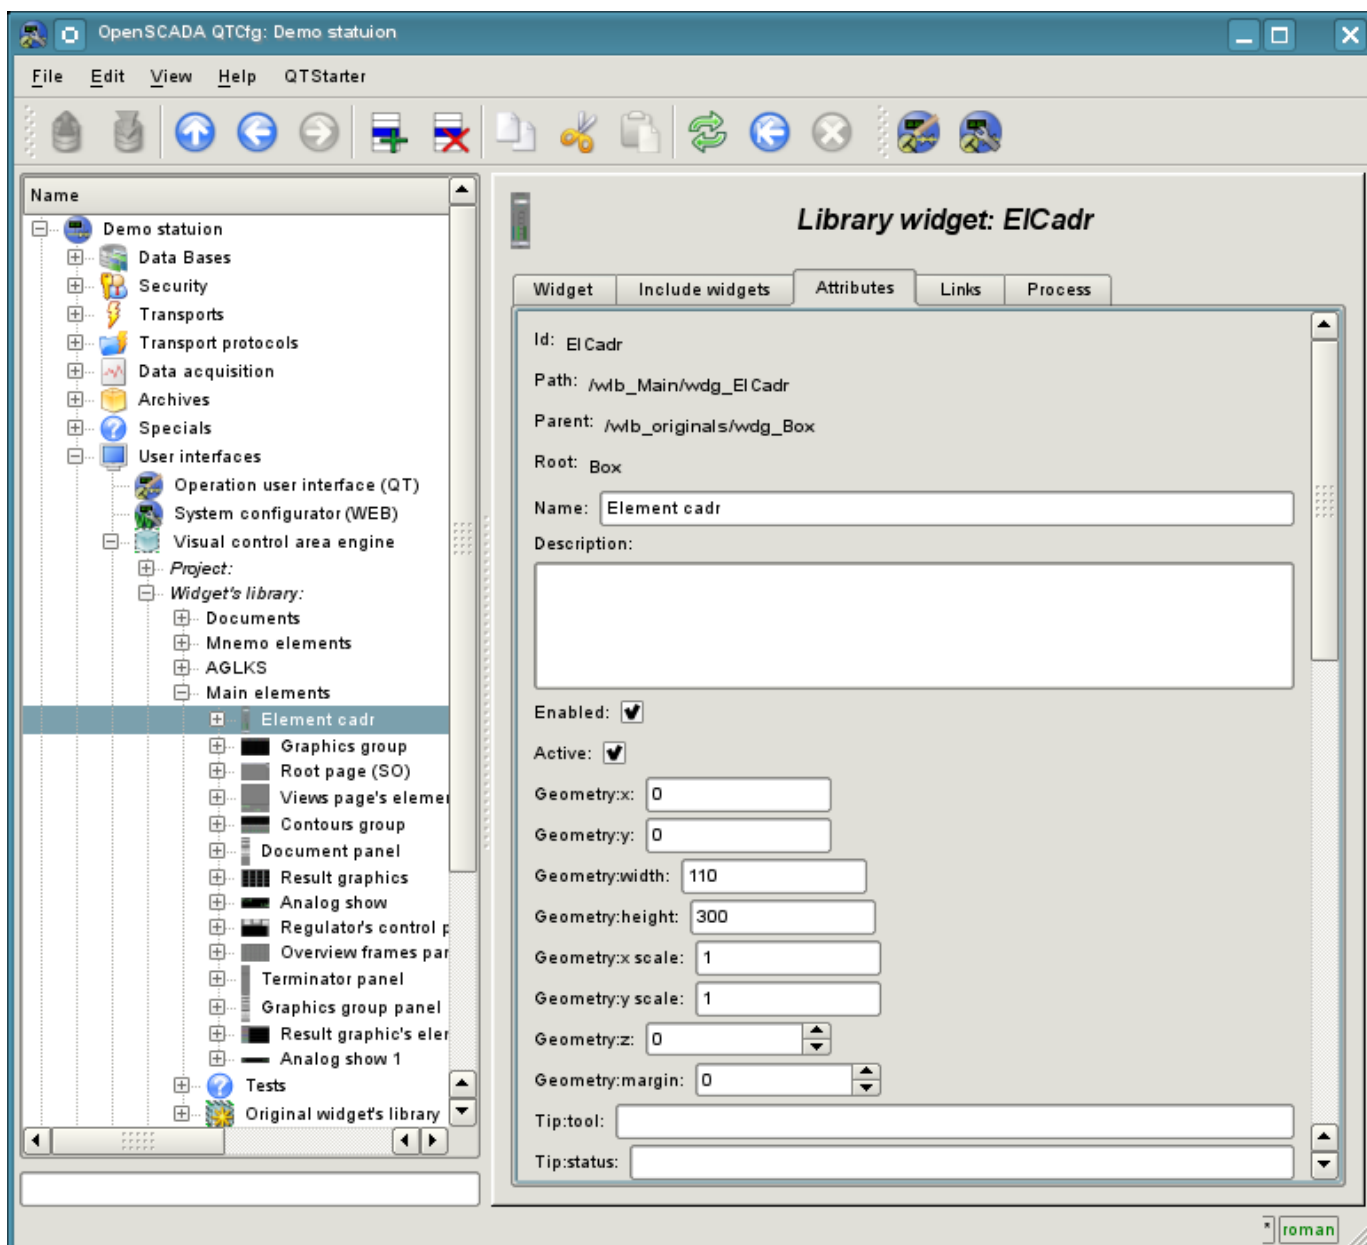 OpenSCADA QTCfg: Demo statuion
File Edit View Help QTStarter
Name
Demo statuion
Data Bases
Security
Transports
Transport protocols
Data acquisition
Archives
Specials
User interfaces
Operation user interface (QT)
System configurator (WEB)
Visual control area engine
Project:
Widget's library:
Documents
Mnemo elements
AGLKS
Main elements
Element cadr
Graphics group
Root page (SO)
Views page's elemer
Contours group
Document panel
Result graphics
Analog show
Regulator's control p
Overview frames par
Terminator panel
Graphics group panel
Result graphic's eler
Analog show 1
Tests
Original widget's library
Library widget: ElCadr
Widget Include widgets Attributes Links Process
Id: ElCadr
Path: /wlb_Main/wdg_ElCadr
Parent: /wlb_originals/wdg_Box
Root: Box
Name: Element cadr
Description:
Enabled:
Active:
Geometry:x: 0
Geometry:y: 0
Geometry:width: 110
Geometry:height: 300
Geometry:x scale: 1
Geometry:y scale: 1
Geometry:z: 0
Geometry:margin: 0
Tip:tool:
Tip:status:
* roman